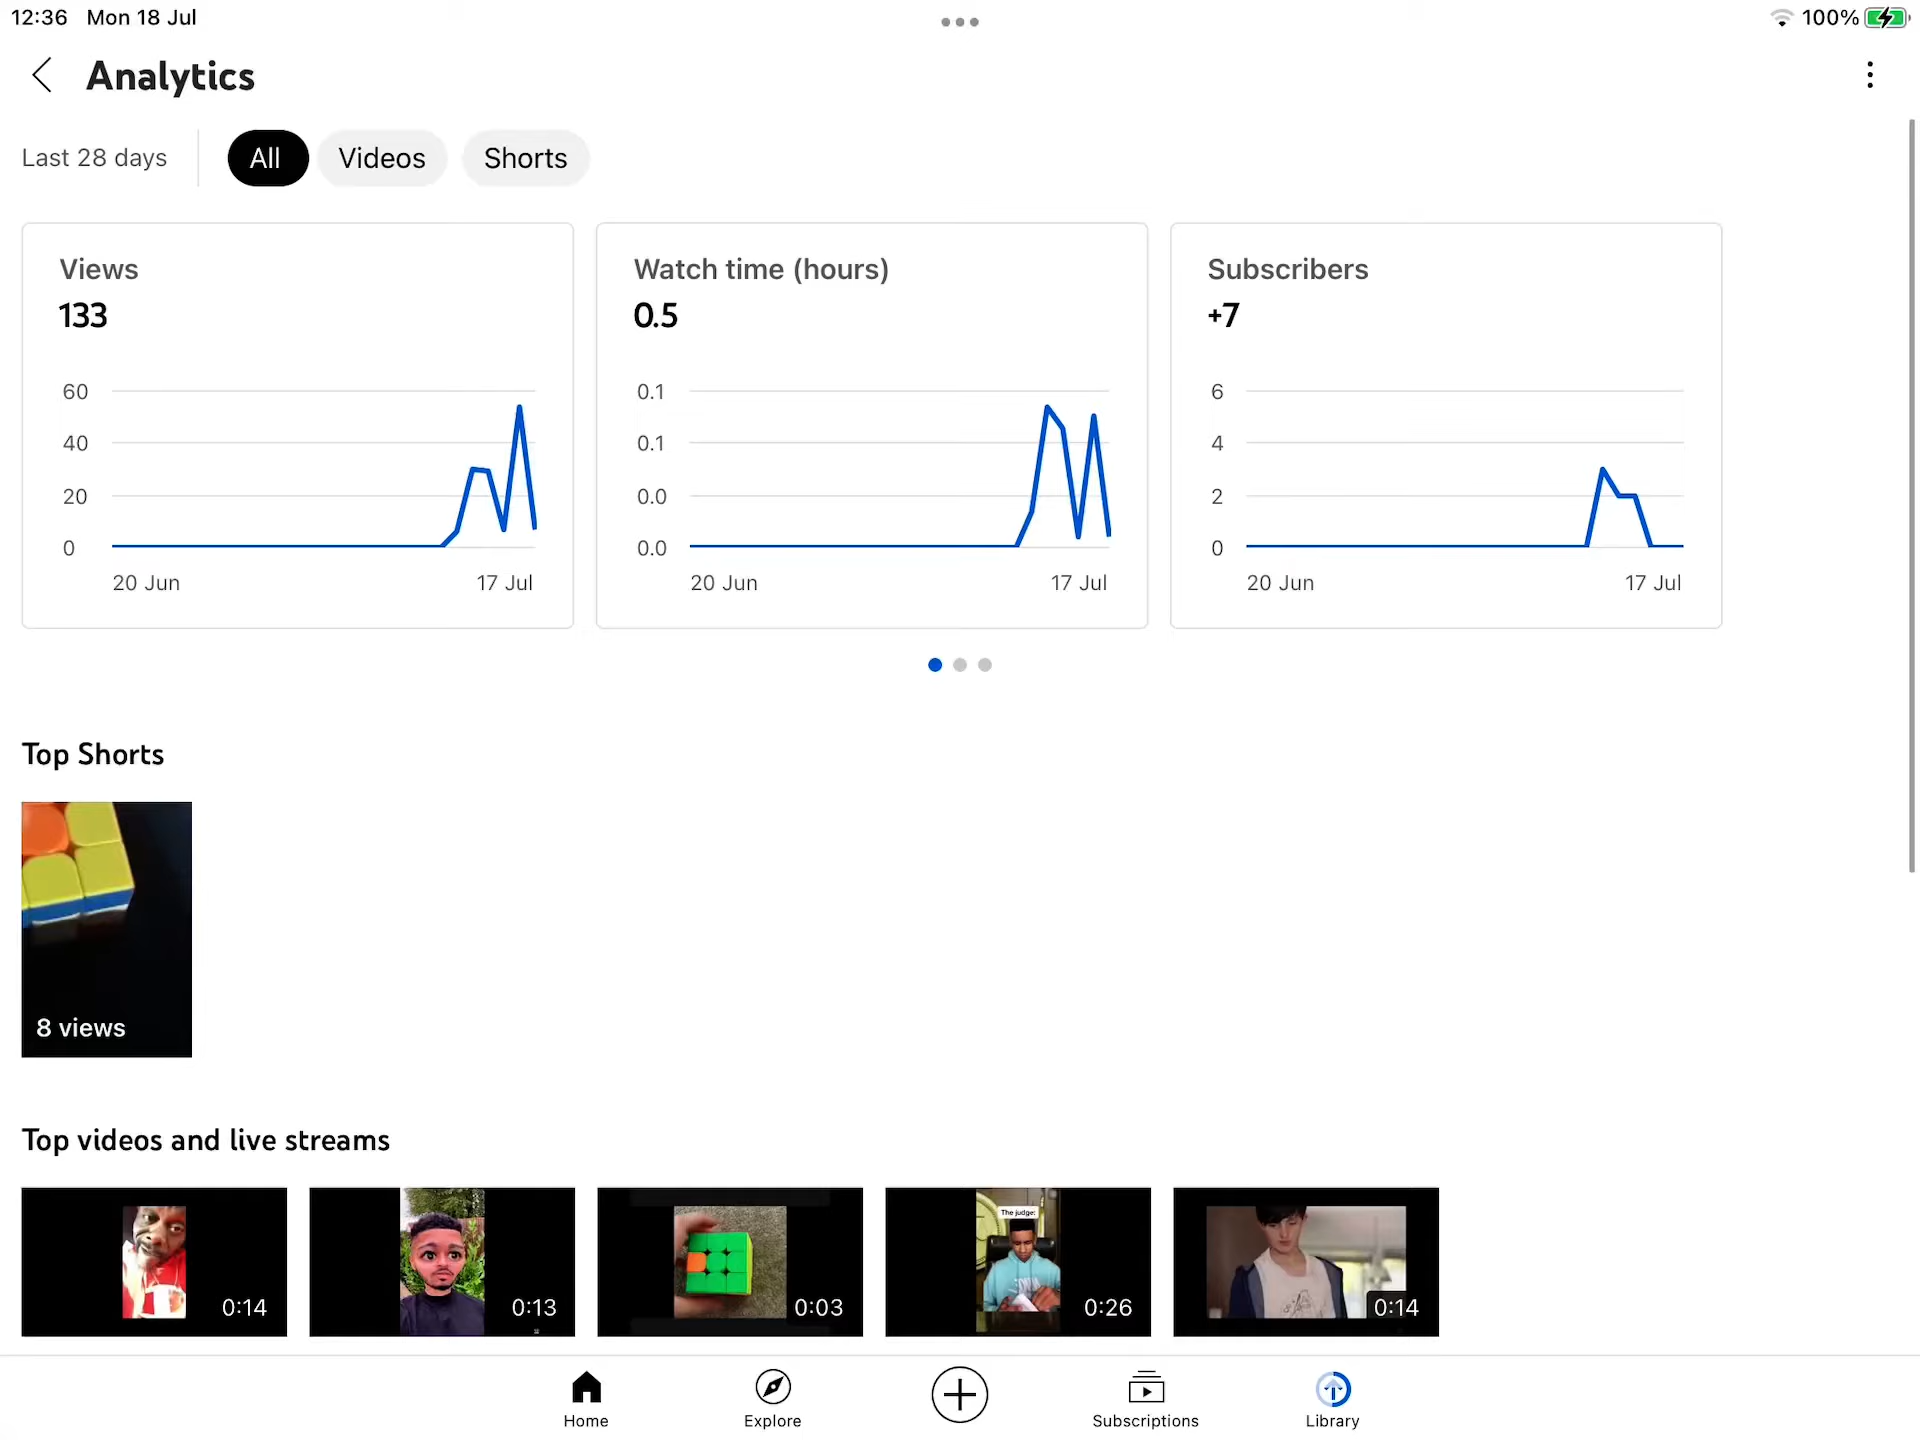 12:36 Mon 18 Jul
100%
Analytics
Last 28 days
All
Videos
Shorts
Views
133
60
40
20
0
20 Jun
17 Jul
Watch time (hours)
0.5
0.1
0.1
0.0
0.0
20 Jun
17 Jul
Subscribers
+7
6
4
2
0
20 Jun
17 Jul
Top Shorts
8 views
Top videos and live streams
0:14
0:13
0:03
The judge:
0:26
0:14
Home
Explore
Subscriptions
Library